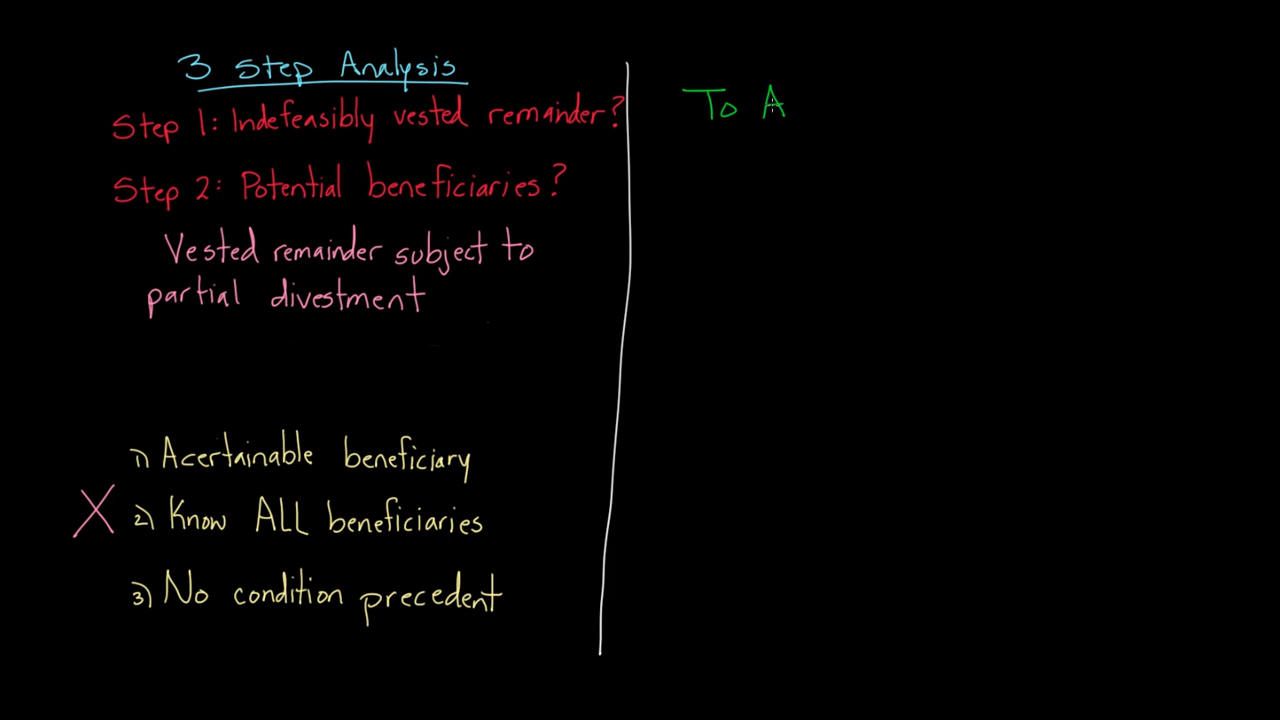 3 Step Analysis
Step 1: Indefeasibly vested remainder?
Step 2: Potential beneficiaries?
Vested remainder subject to
partial divestment
1) Acertainable beneficiary
X 2) Know ALL beneficiaries
3) No condition precedent
To A